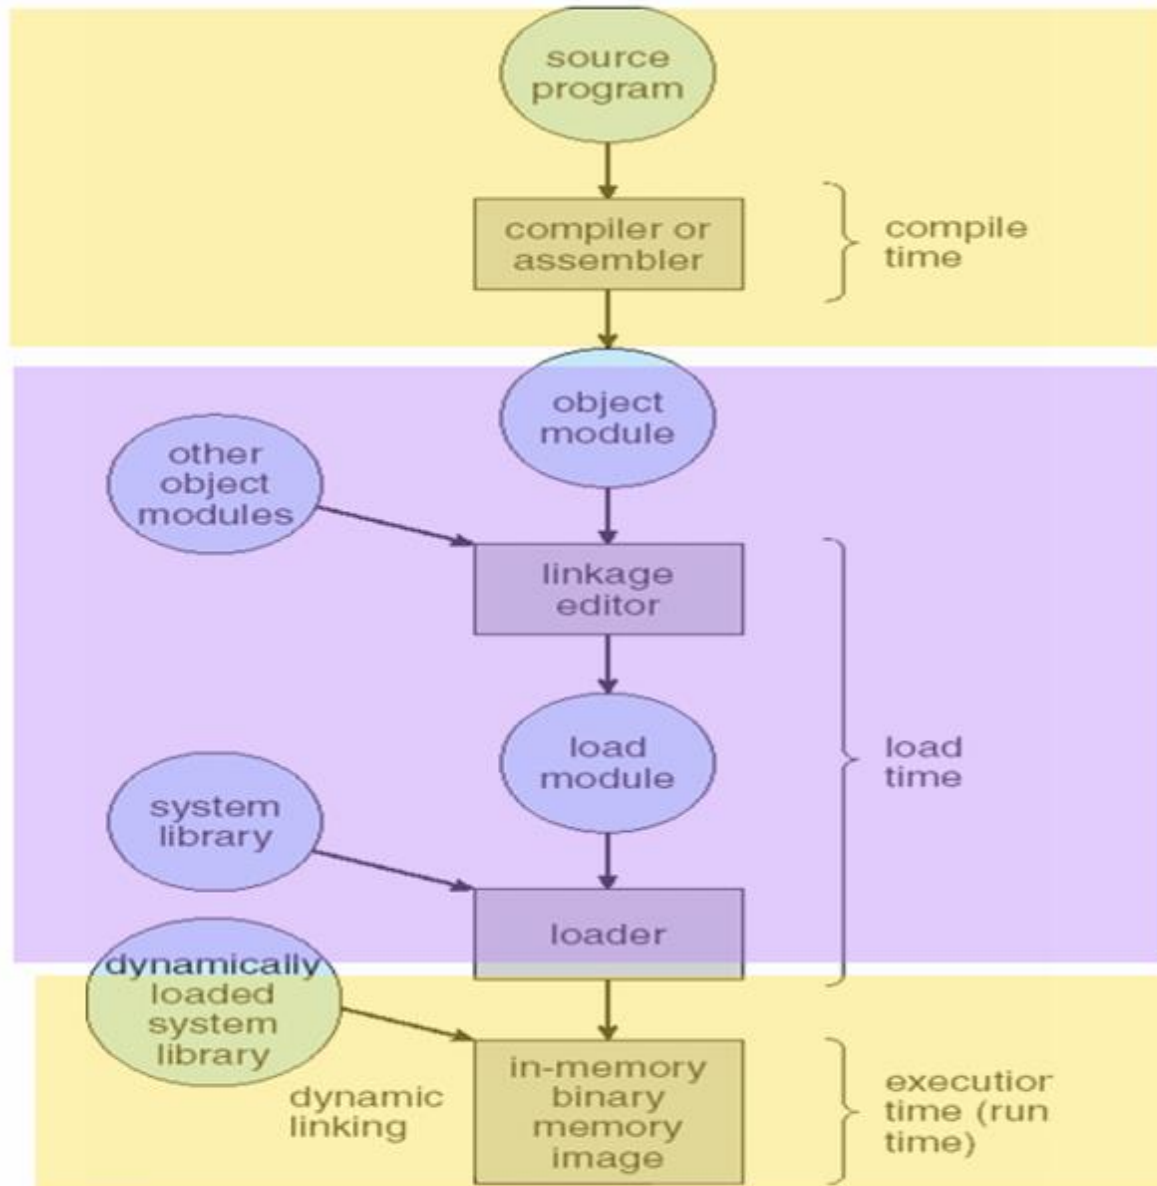 source
program
compiler or
assembler
compile
time
object
module
other
object
modules
linkage
editor
load
module
load
time
system
library
loader
dynamically
loaded
system
library
dynamic
linking
in-memory
binary
memory
image
execution
time (run
time)